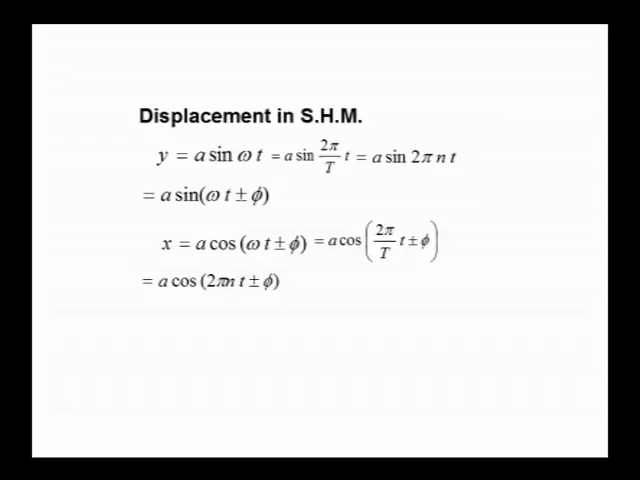 Displacement in S.H.M.
y = a sin ω t = a sin 2π/T t = a sin 2π n t
= a sin(ω t ± ϕ)
x = a cos (ω t ± ϕ) = a cos (2π/T t ± ϕ)
= a cos (2πn t ± ϕ)